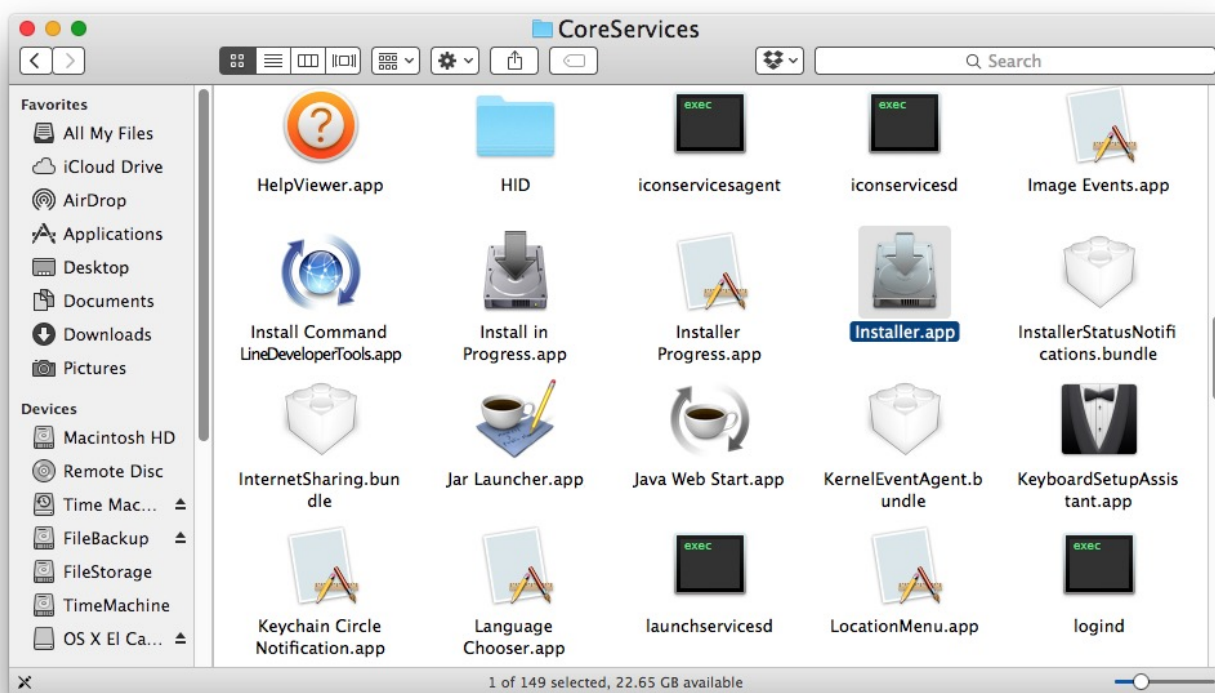 CoreServices
Search
Favorites
All My Files
iCloud Drive
AirDrop
Applications
Desktop
Documents
Downloads
Pictures
Devices
Macintosh HD
Remote Disc
Time Mac...
FileBackup
FileStorage
TimeMachine
OS X El Ca...
exec
exec
HelpViewer.app
HID
iconservicesagent
iconservicesd
Image Events.app
Install Command
LineDeveloperTools.app
Install in
Progress.app
Installer
Progress.app
Installer.app
InstallerStatusNotifi
cations.bundle
InternetSharing.bun
dle
Jar Launcher.app
Java Web Start.app
KernelEventAgent.b
undle
KeyboardSetupAssis
tant.app
exec
exec
Keychain Circle
Notification.app
Language
Chooser.app
launchservicesd
LocationMenu.app
logind
1 of 149 selected, 22.65 GB available